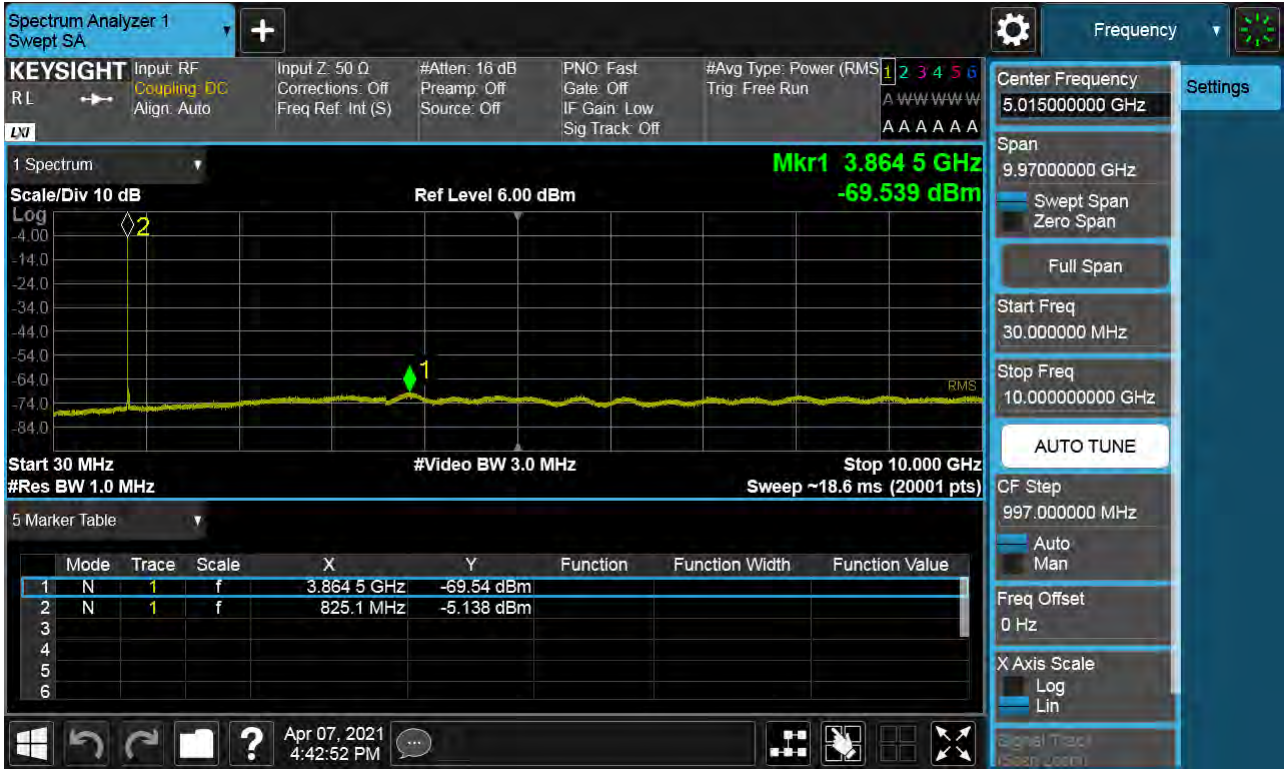 Spectrum Analyzer 1
Swept SA
Frequency
KEYSIGHT
RL
LXI
Input: RF
Coupling: DC
Align: Auto
Input Z: 50 Ω
Corrections: Off
Freq Ref: Int (S)
#Atten: 16 dB
Preamp: Off
Source: Off
PNO: Fast
Gate: Off
IF Gain: Low
Sig Track: Off
#Avg Type: Power (RMS
Trig: Free Run
1 2 3 4 5 6
A W W W W W
A A A A A A
1 Spectrum
Mkr1 3.864 5 GHz
Scale/Div 10 dB
Ref Level 6.00 dBm
-69.539 dBm
Log
2
-4.00
-14.0
-24.0
-34.0
-44.0
-54.0
1
-64.0
RMS
-74.0
-84.0
Start 30 MHz
#Video BW 3.0 MHz
Stop 10.000 GHz
#Res BW 1.0 MHz
Sweep ~18.6 ms (20001 pts)
5 Marker Table
Mode Trace Scale X Y Function Function Width Function Value
1 N 1 f 3.864 5 GHz -69.54 dBm
2 N 1 f 825.1 MHz -5.138 dBm
3
4
5
6
Apr 07, 2021
4:42:52 PM
Center Frequency
5.015000000 GHz
Settings
Span
9.97000000 GHz
Swept Span
Zero Span
Full Span
Start Freq
30.000000 MHz
Stop Freq
10.000000000 GHz
AUTO TUNE
CF Step
997.000000 MHz
Auto
Man
Freq Offset
0 Hz
X Axis Scale
Log
Lin
Signal Track
(Span Zoom)